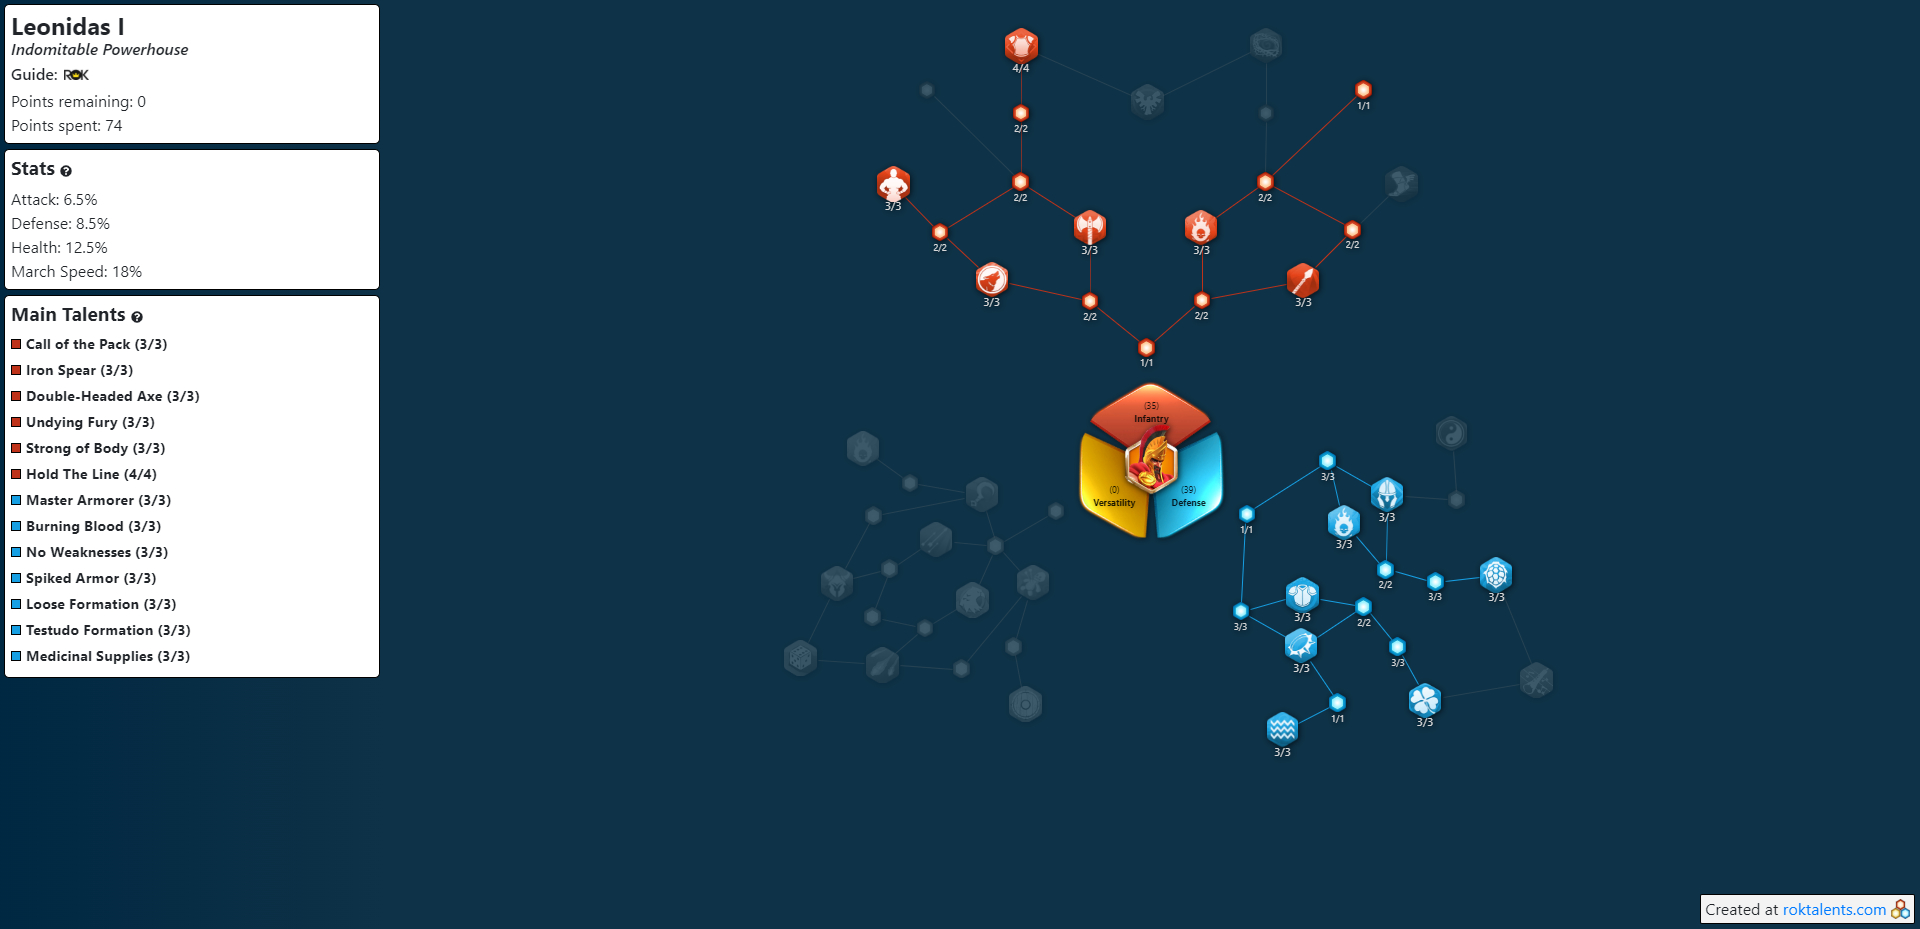 Leonidas I
Indomitable Powerhouse
Guide: ROK
Points remaining: 0
Points spent: 74
Stats
Attack: 6.5%
Defense: 8.5%
Health: 12.5%
March Speed: 18%
Main Talents
Call of the Pack (3/3)
Iron Spear (3/3)
Double-Headed Axe (3/3)
Undying Fury (3/3)
Strong of Body (3/3)
Hold The Line (4/4)
Master Armorer (3/3)
Burning Blood (3/3)
No Weaknesses (3/3)
Spiked Armor (3/3)
Loose Formation (3/3)
Testudo Formation (3/3)
Medicinal Supplies (3/3)
4/4
1/1
2/2
3/3
2/2
2/2
2/2
3/3
3/3
2/2
3/3
3/3
2/2
2/2
1/1
(35)
Infantry
(0)
Versatility
(39)
Defense
3/3
3/3
1/1
3/3
2/2
3/3
3/3
3/3
3/3
2/2
3/3
3/3
1/1
3/3
3/3
Created at roktalents.com